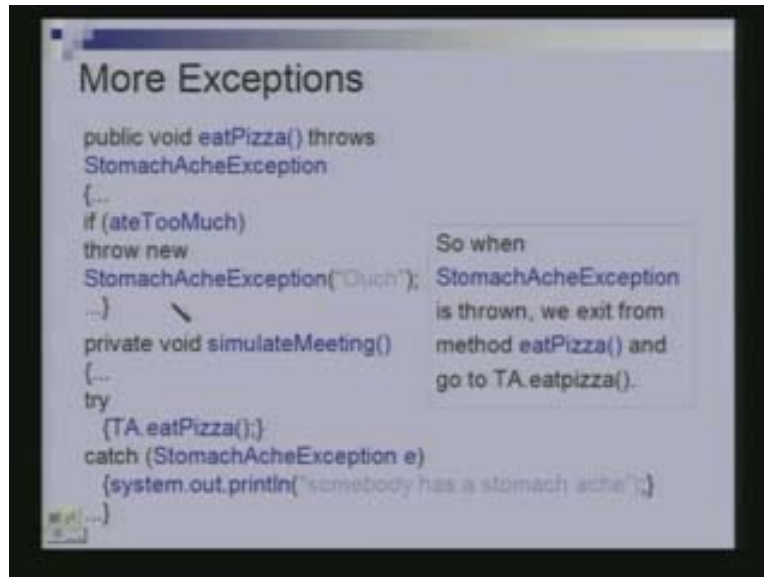 More Exceptions
public void eatPizza() throws
StomachAcheException
{...
if (ateTooMuch)
throw new
StomachAcheException("Ouch");
...}
private void simulateMeeting()
{...
try
{TA.eatPizza();}
catch (StomachAcheException e)
{system.out.println("somebody has a stomach ache");}
...}
So when
StomachAcheException
is thrown, we exit from
method eatPizza() and
go to TA.eatpizza().